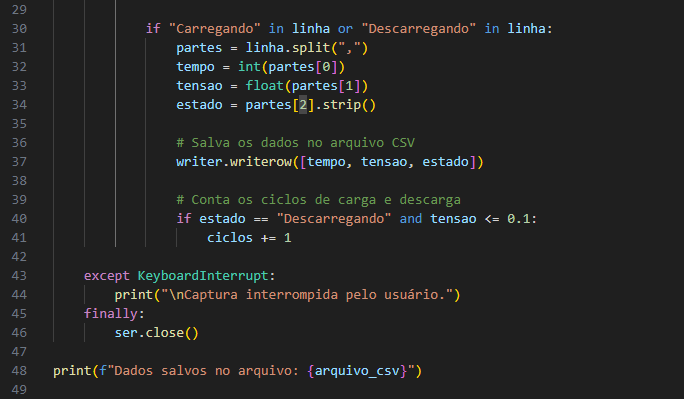 29
30 if "Carregando" in linha or "Descarregando" in linha:
31 partes = linha.split(",")
32 tempo = int(partes[0])
33 tensao = float(partes[1])
34 estado = partes[2].strip()
35
36 # Salva os dados no arquivo CSV
37 writer.writerow([tempo, tensao, estado])
38
39 # Conta os ciclos de carga e descarga
40 if estado == "Descarregando" and tensao <= 0.1:
41 ciclos += 1
42
43 except KeyboardInterrupt:
44 print("\nCaptura interrompida pelo usuário.")
45 finally:
46 ser.close()
47
48 print(f"Dados salvos no arquivo: {arquivo_csv}")
49